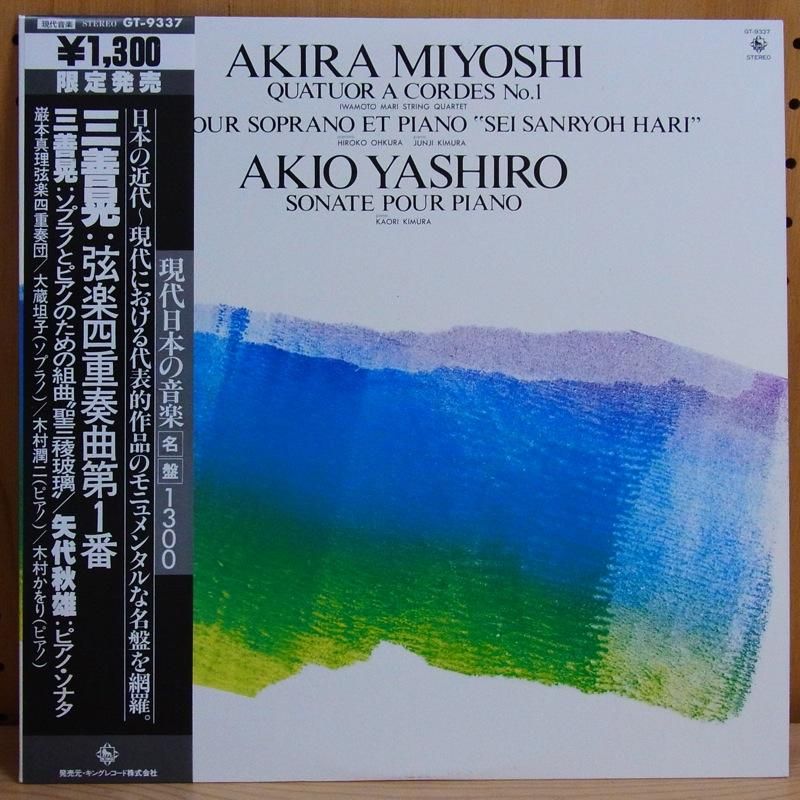 現代音楽 STEREO GT-9337
¥1,300
限定発売
現代日本の音楽名盤1300
日本の近代〜現代における代表的作品のモニュメンタルな名盤を網羅。
三善晃:弦楽四重奏曲第1番
三善晃:ソプラノとピアノのための組曲“聖三稜玻璃”/矢代秋雄:ピアノ・ソナタ
巌本真理弦楽四重奏団/大蔵坦子(ソプラノ)/木村潤二(ピアノ)/木村かをり(ピアノ)
発売元・キングレコード株式会社
GT-9337
STEREO
AKIRA MIYOSHI
QUATUOR A CORDES No.1
IWAMOTO MARI STRING QUARTET
OUR SOPRANO ET PIANO “SEI SANRYOH HARI”
HIROKO OHKURA JUNJI KIMURA
AKIO YASHIRO
SONATE POUR PIANO
KAORI KIMURA